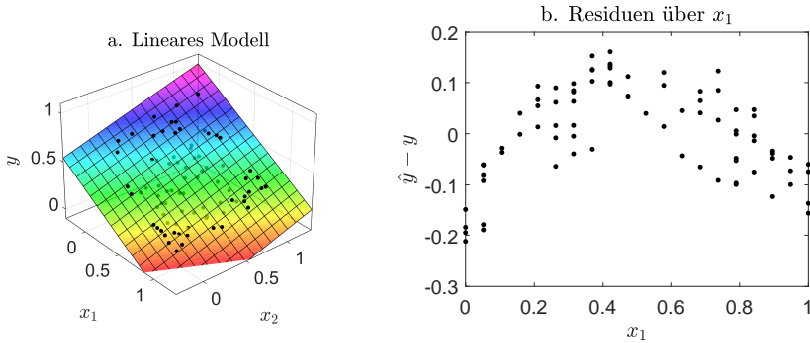 a. Lineares Modell
1
0.5
0
y
0
0.5
1
x₁
0
0.5
1
x₂
b. Residuen über x₁
0.2
0.1
0
-0.1
-0.2
-0.3
ŷ − y
0 0.2 0.4 0.6 0.8 1
x₁